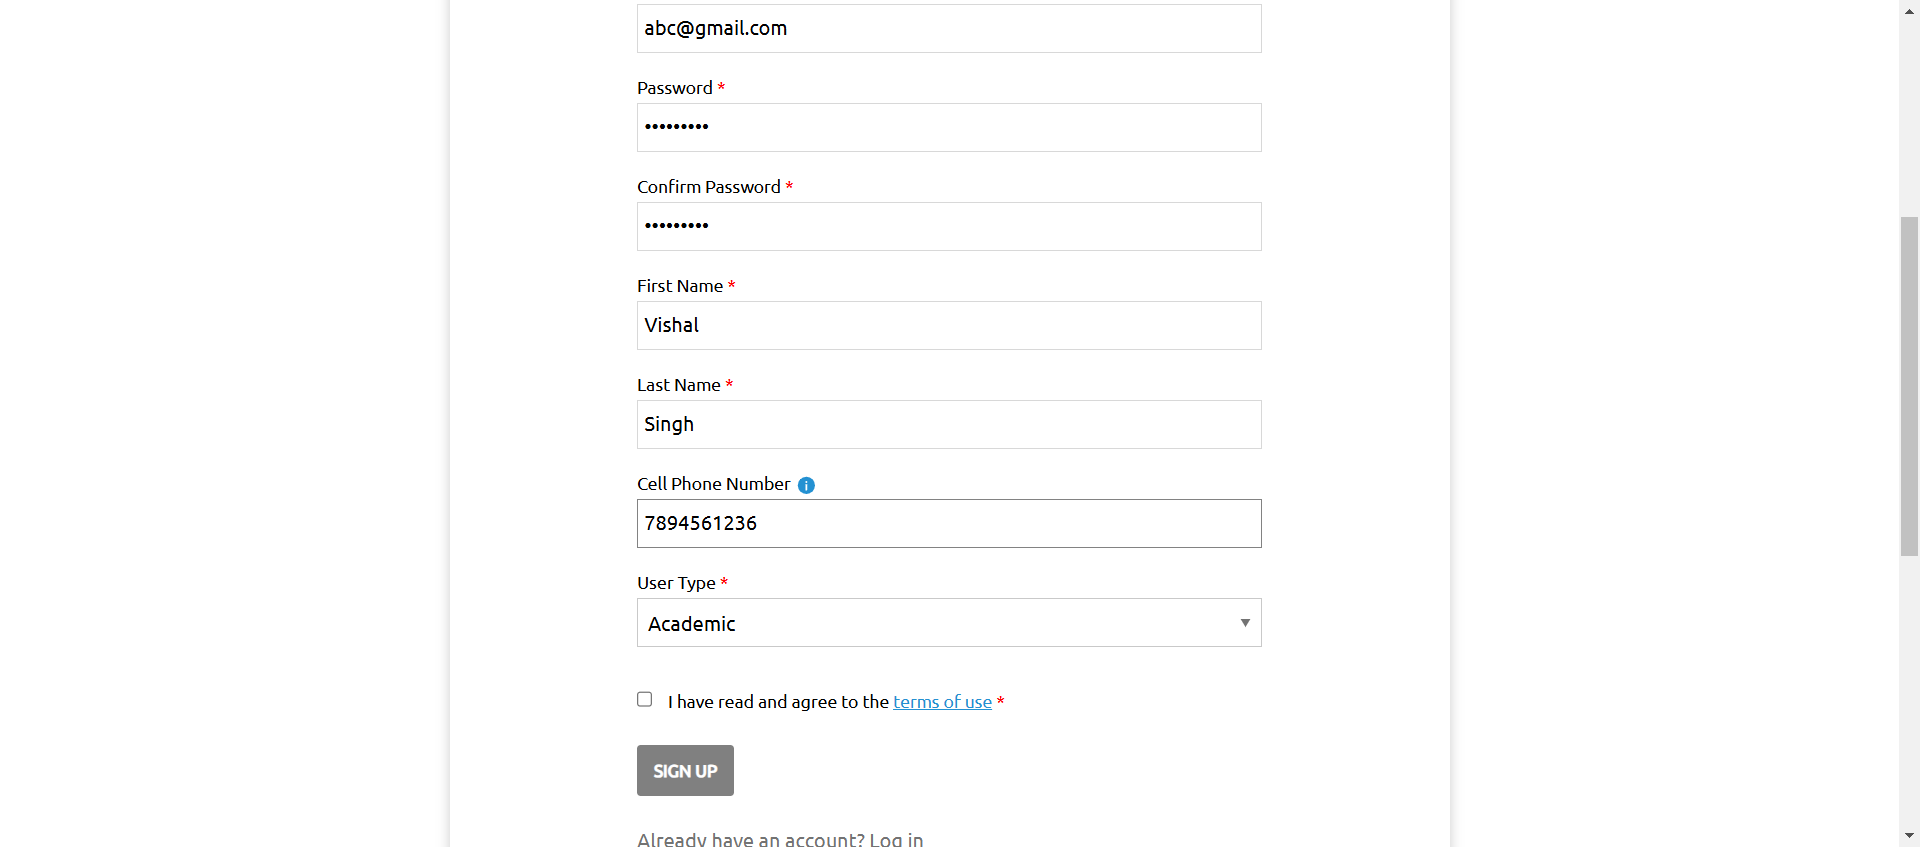 abc@gmail.com
Password *
•••••••••
Confirm Password *
•••••••••
First Name *
Vishal
Last Name *
Singh
Cell Phone Number i
7894561236
User Type *
Academic
I have read and agree to the terms of use *
SIGN UP
Already have an account? Log in